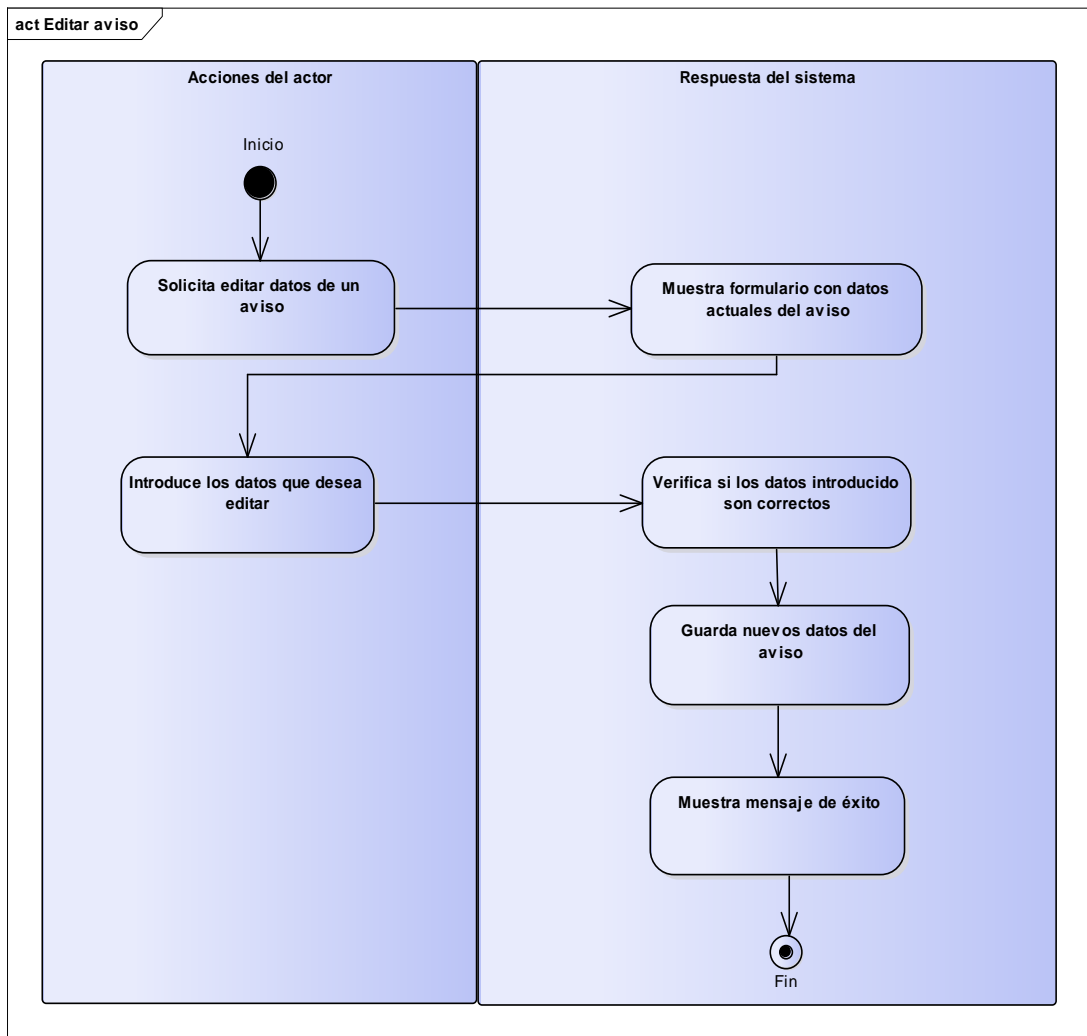 act Editar aviso
Acciones del actor
Respuesta del sistema
Inicio
Solicita editar datos de un
aviso
Muestra formulario con datos
actuales del aviso
Introduce los datos que desea
editar
Verifica si los datos introducido
son correctos
Guarda nuevos datos del
aviso
Muestra mensaje de éxito
Fin